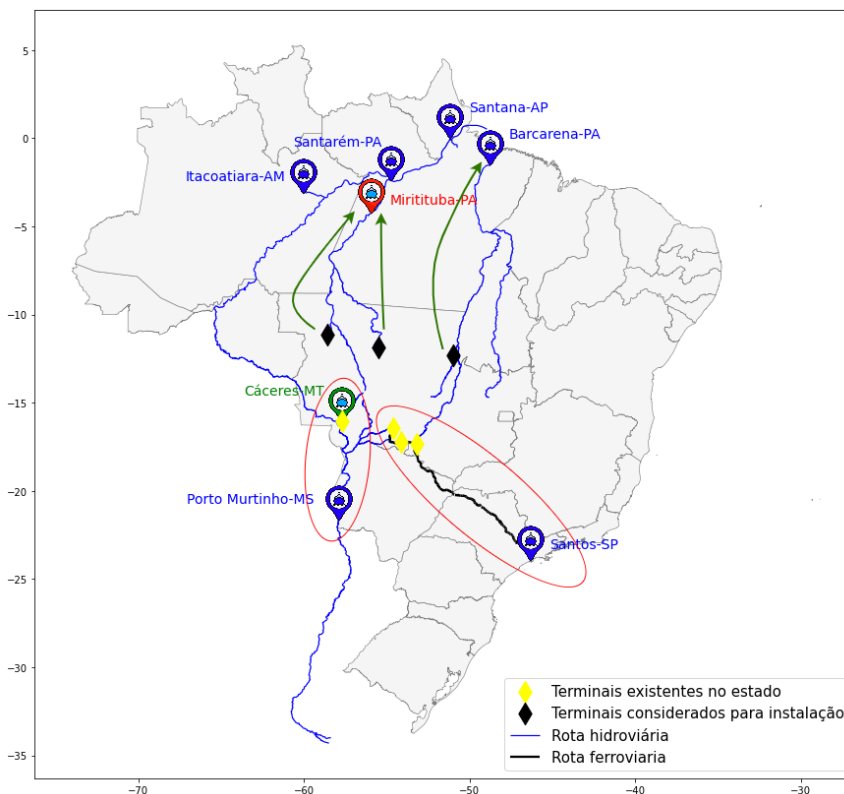 Santana-AP
Barcarena-PA
Santarém-PA
Itacoatiara-AM
Miritituba-PA
Cáceres-MT
Porto Murtinho-MS
Santos-SP
Terminais existentes no estado
Terminais considerados para instalação
Rota hidroviária
Rota ferroviaria
5
0
−5
−10
−15
−20
−25
−30
−35
−70
−60
−50
−40
−30